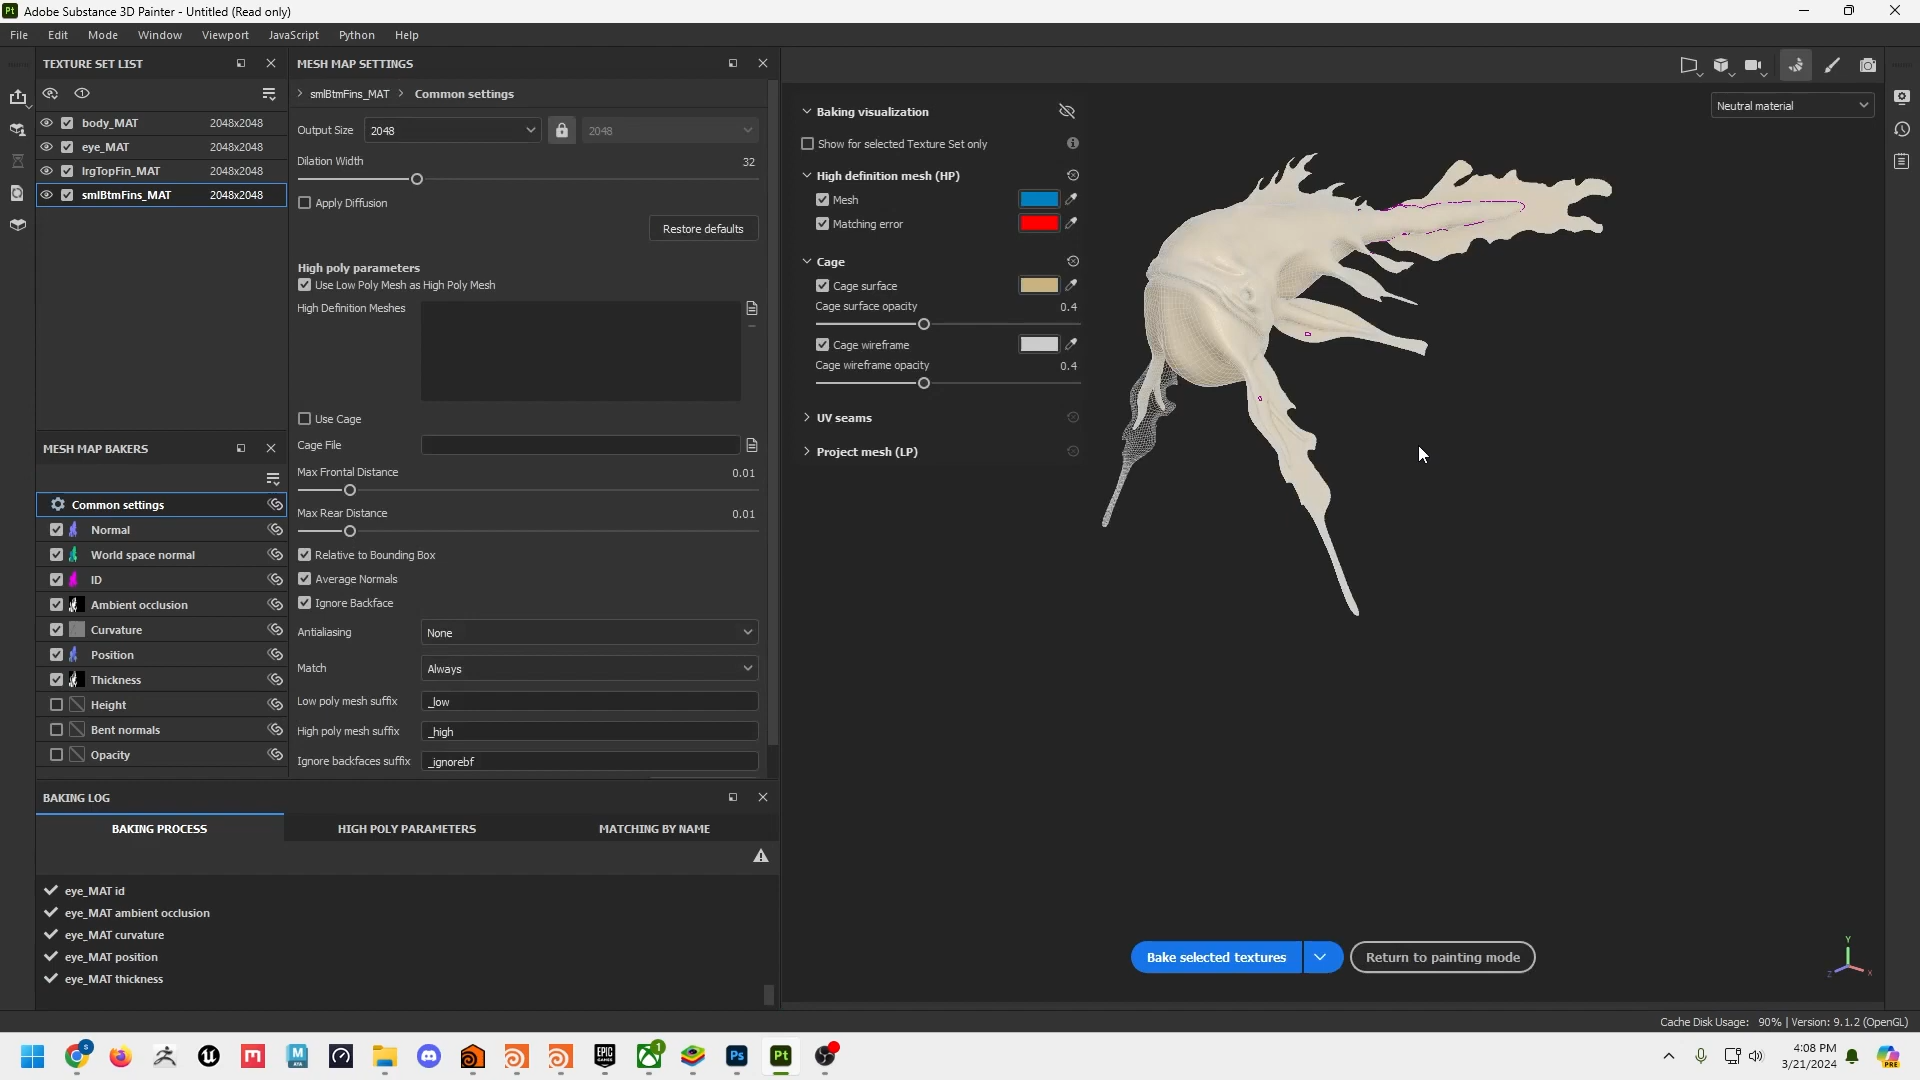 Adobe Substance 3D Painter - Untitled (Read only)
File Edit Mode Window Viewport JavaScript Python Help
TEXTURE SET LIST
body_MAT 2048x2048
eye_MAT 2048x2048
lrgTopFin_MAT 2048x2048
smlBtmFins_MAT 2048x2048
MESH MAP BAKERS
Common settings
Normal
World space normal
ID
Ambient occlusion
Curvature
Position
Thickness
Height
Bent normals
Opacity
MESH MAP SETTINGS
> smlBtmFins_MAT > Common settings
Output Size 2048 2048
Dilation Width 32
Apply Diffusion
Restore defaults
High poly parameters
Use Low Poly Mesh as High Poly Mesh
High Definition Meshes
Use Cage
Cage File
Max Frontal Distance 0.01
Max Rear Distance 0.01
Relative to Bounding Box
Average Normals
Ignore Backface
Antialiasing None
Match Always
Low poly mesh suffix _low
High poly mesh suffix _high
Ignore backfaces suffix _ignorebf
BAKING LOG
BAKING PROCESS HIGH POLY PARAMETERS MATCHING BY NAME
eye_MAT id
eye_MAT ambient occlusion
eye_MAT curvature
eye_MAT position
eye_MAT thickness
Baking visualization
Show for selected Texture Set only
High definition mesh (HP)
Mesh
Matching error
Cage
Cage surface
Cage surface opacity 0.4
Cage wireframe
Cage wireframe opacity 0.4
UV seams
Project mesh (LP)
Neutral material
Bake selected textures
Return to painting mode
Y
Z X
Cache Disk Usage: 90% | Version: 9.1.2 (OpenGL)
4:08 PM
3/21/2024